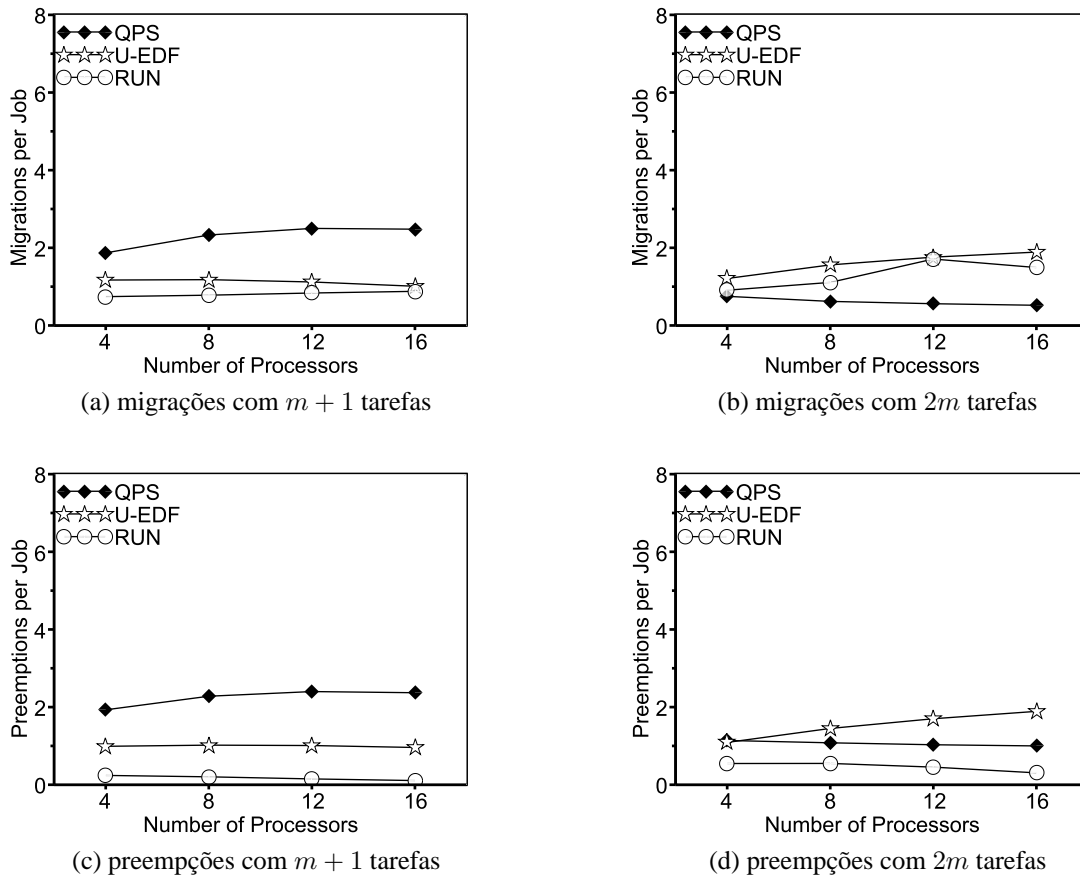 8
QPS
U-EDF
RUN
6
4
2
0
Migrations per Job
4 8 12 16
Number of Processors
(a) migrações com m + 1 tarefas
8
QPS
U-EDF
RUN
6
4
2
0
Migrations per Job
4 8 12 16
Number of Processors
(b) migrações com 2m tarefas
8
QPS
U-EDF
RUN
6
4
2
0
Preemptions per Job
4 8 12 16
Number of Processors
(c) preempções com m + 1 tarefas
8
QPS
U-EDF
RUN
6
4
2
0
Preemptions per Job
4 8 12 16
Number of Processors
(d) preempções com 2m tarefas